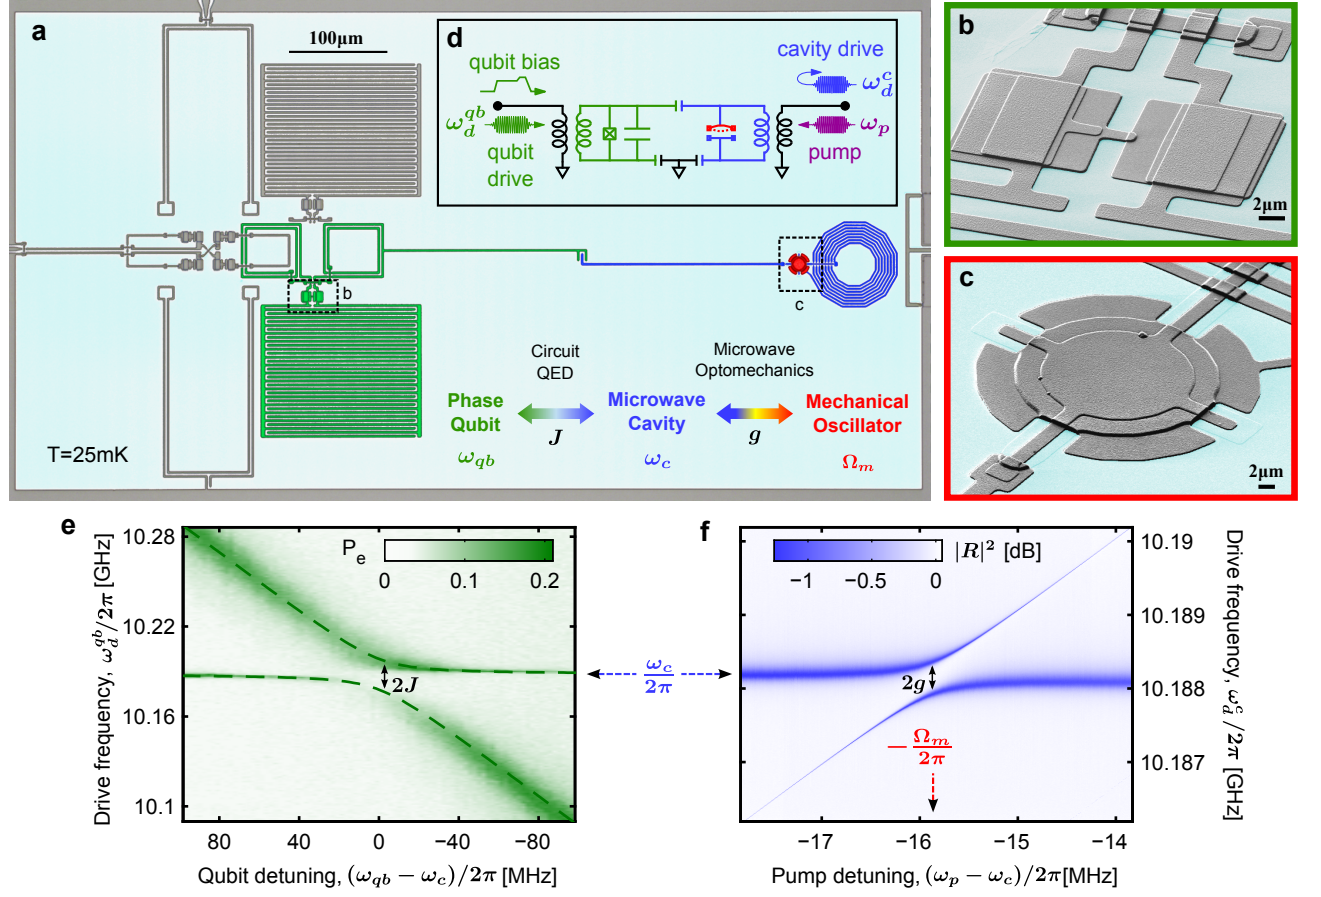 a
100μm
b
c
T=25mK
Circuit
QED
Microwave
Optomechanics
Phase
Qubit
J
Microwave
Cavity
g
Mechanical
Oscillator
ω_qb
ω_c
Ω_m
d
qubit bias
cavity drive
ω_d^qb
ω_d^c
ω_p
qubit
drive
pump
b
2μm
c
2μm
e
Drive frequency, ω_d^qb/2π [GHz]
10.28
10.22
10.16
10.1
P_e
0
0.1
0.2
2J
80
40
0
−40
−80
Qubit detuning, (ω_qb − ω_c)/2π [MHz]
ω_c/2π
f
|R|² [dB]
−1
−0.5
0
2g
−Ω_m/2π
10.19
10.189
10.188
10.187
Drive frequency, ω_d^c/2π [GHz]
−17
−16
−15
−14
Pump detuning, (ω_p − ω_c)/2π[MHz]